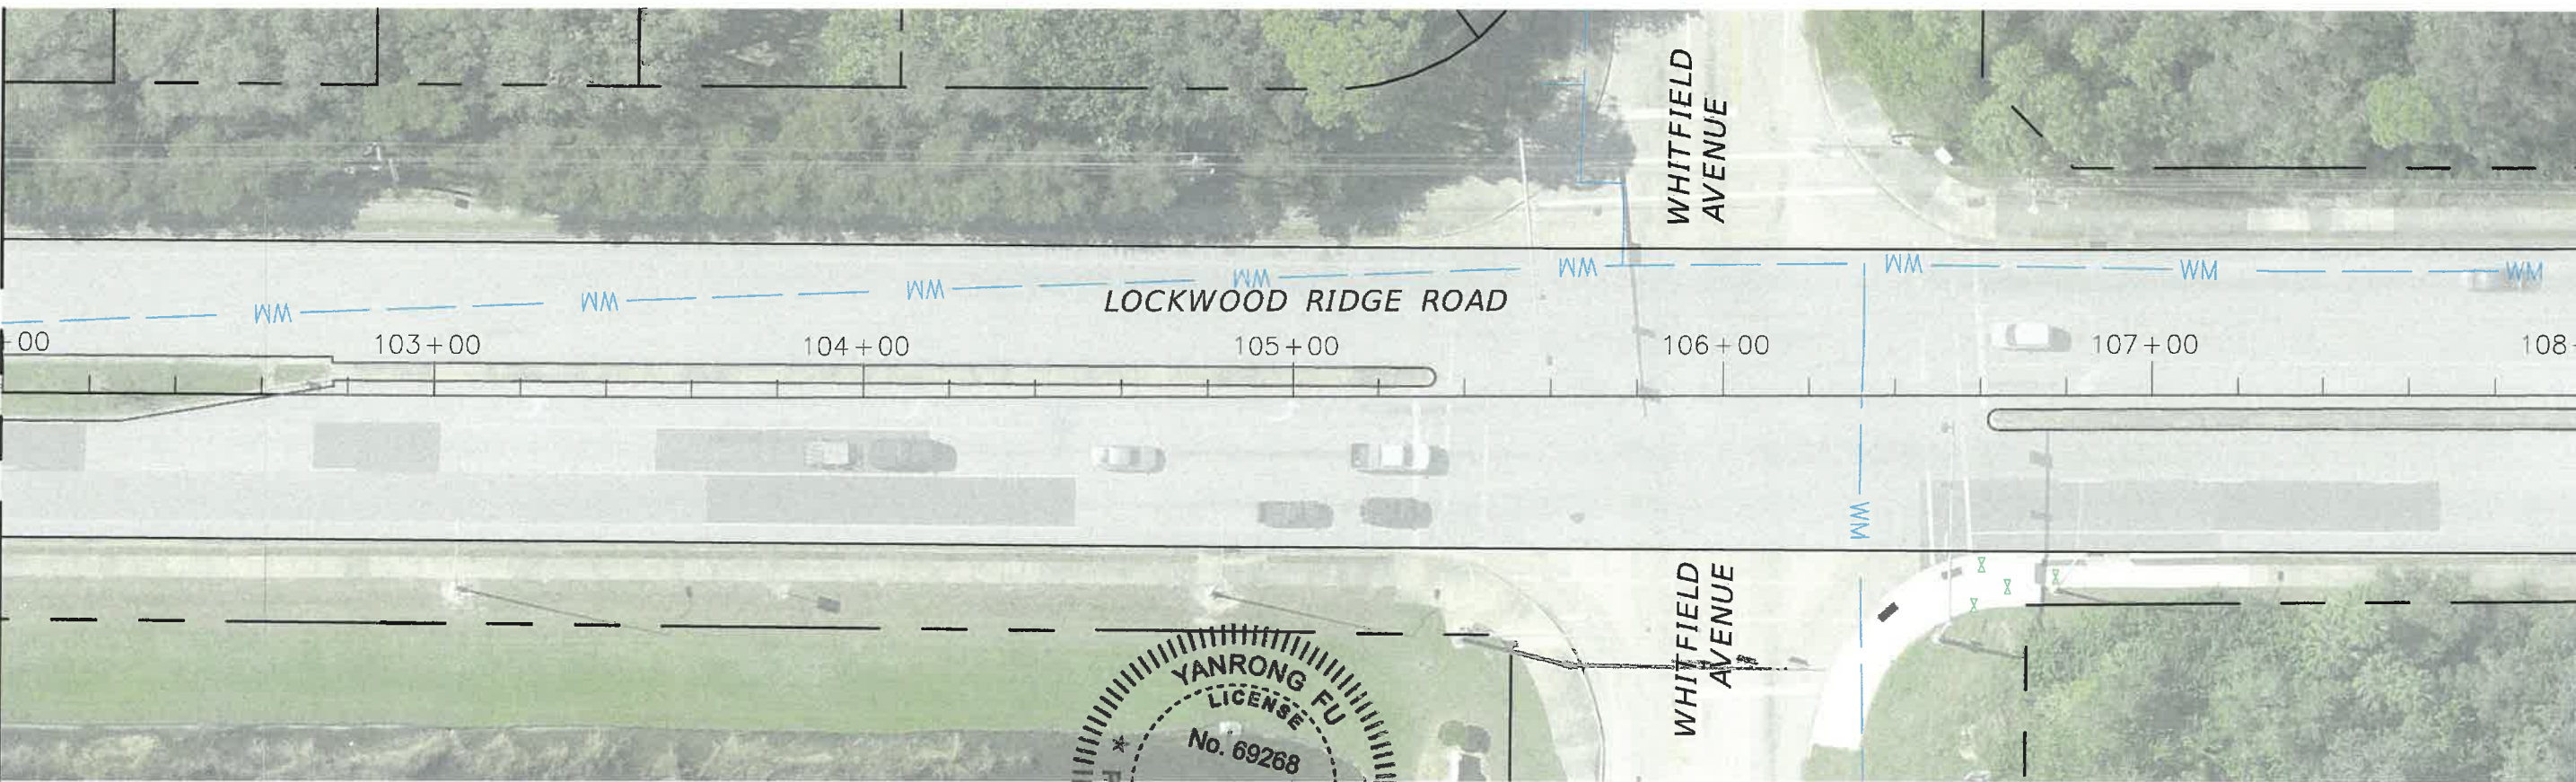 WHITFIELD
AVENUE
WM WM WM WM WM WM WM WM
LOCKWOOD RIDGE ROAD
+00 103+00 104+00 105+00 106+00 107+00 108
WM
WHITFIELD
AVENUE
YANRONG FU
LICENSE
No. 69268